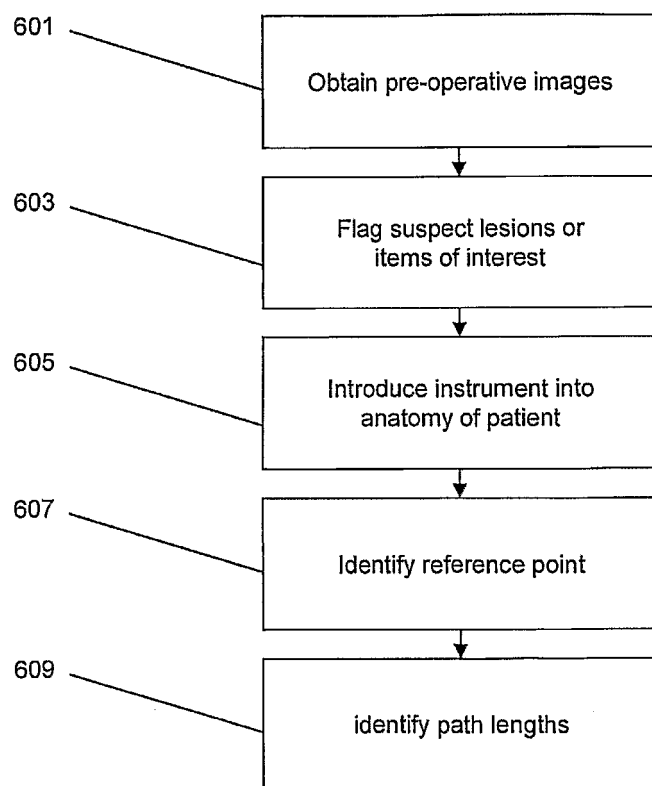 601
Obtain pre-operative images
603
Flag suspect lesions or
items of interest
605
Introduce instrument into
anatomy of patient
607
Identify reference point
609
identify path lengths